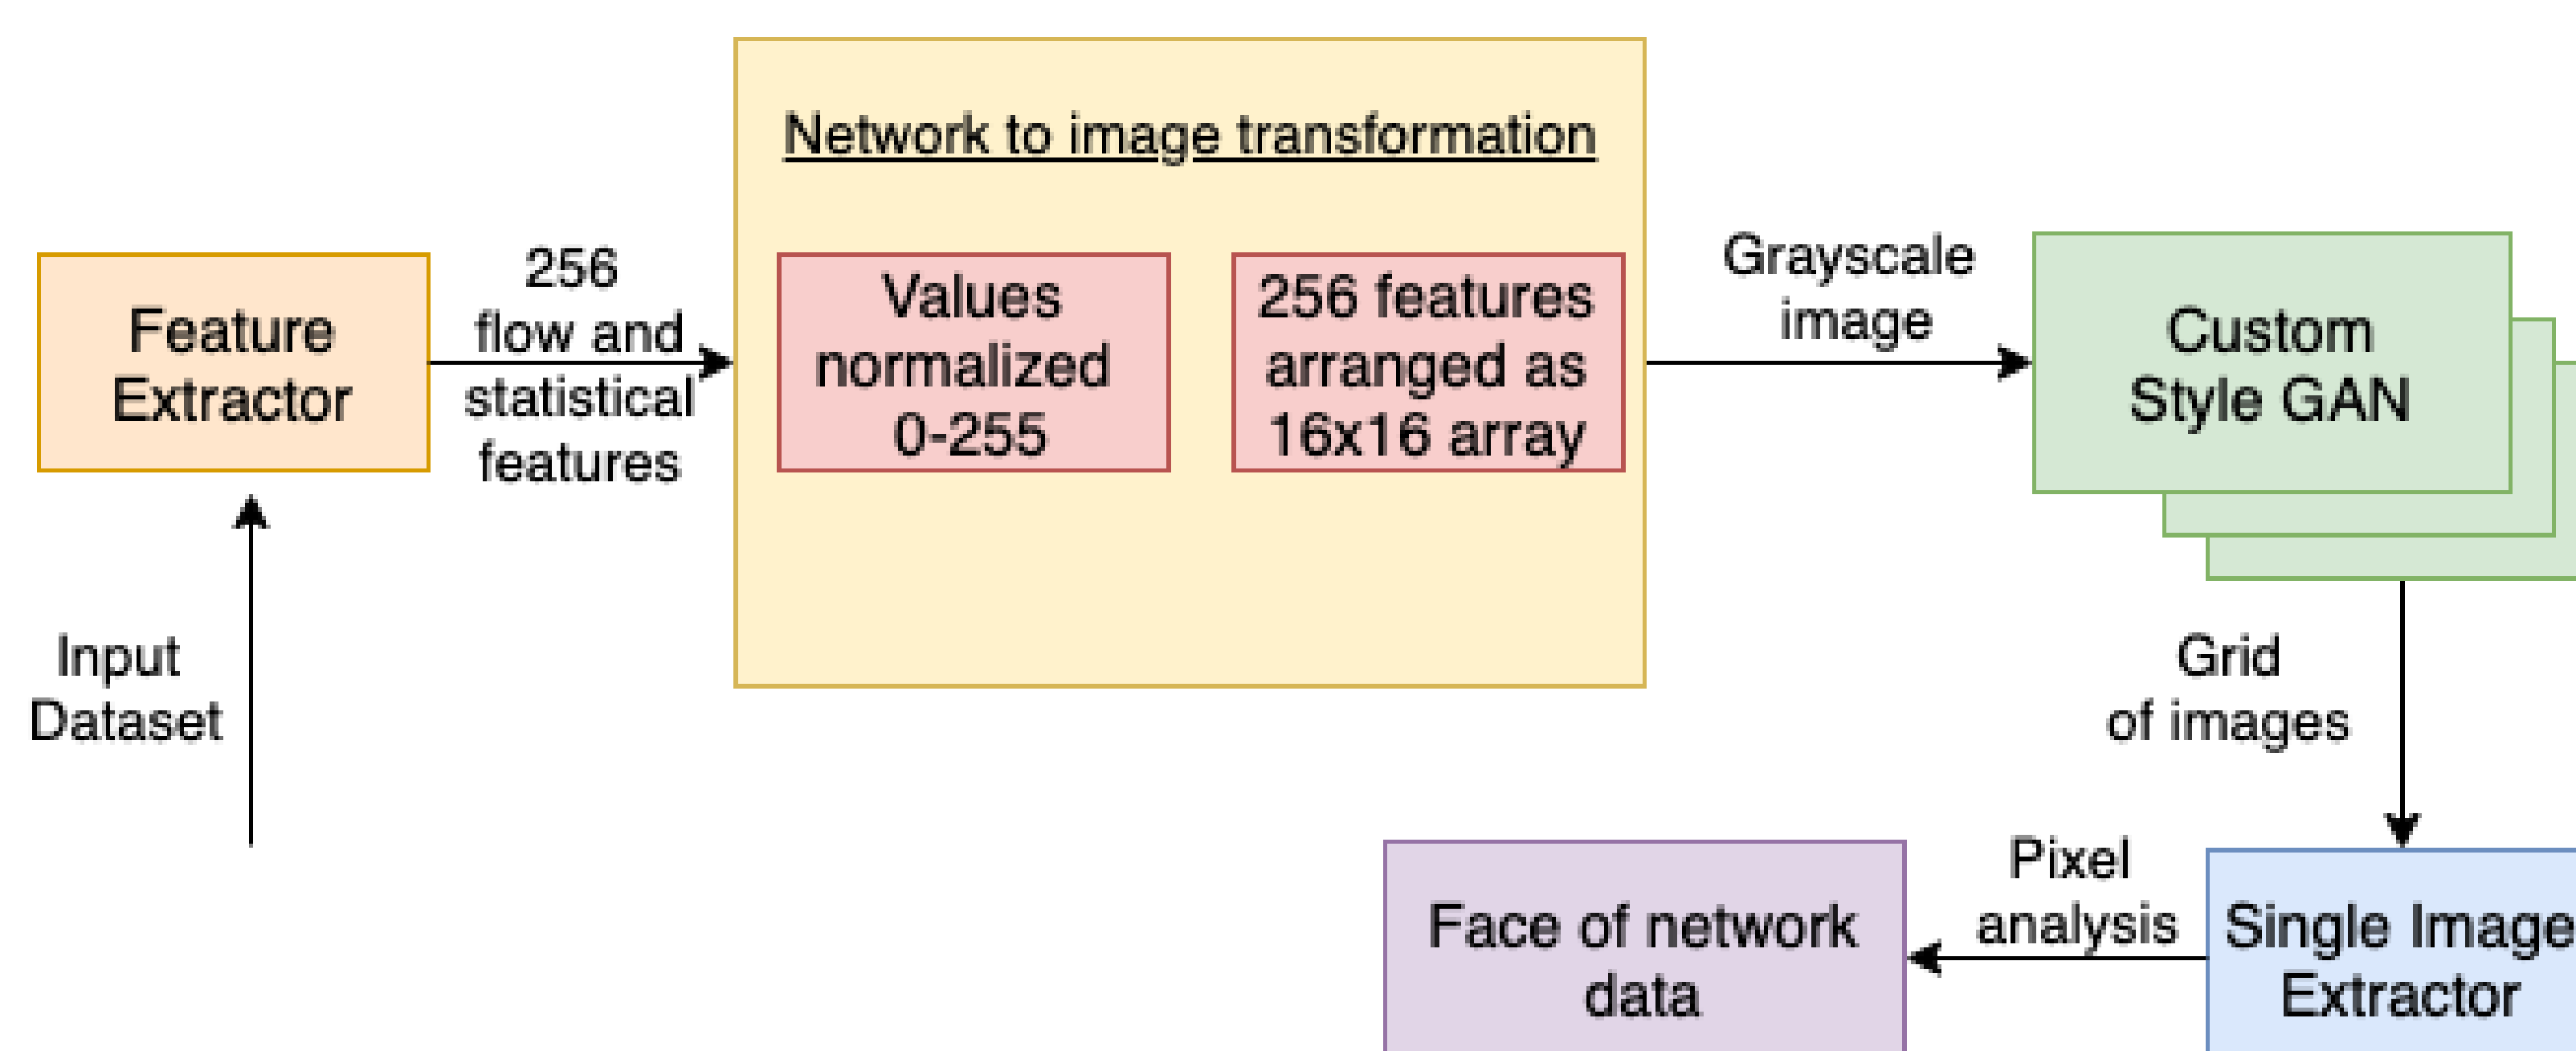 Network to image transformation
Feature
Extractor
256
flow and
statistical
features
Values
normalized
0-255
256 features
arranged as
16x16 array
Grayscale
image
Custom
Style GAN
Input
Dataset
Grid
of images
Face of network
data
Pixel
analysis
Single Image
Extractor